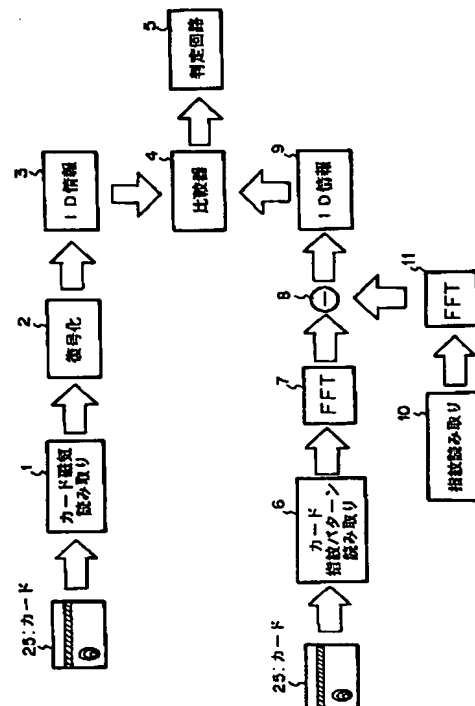 25:カード
1
カード磁気
読み取り
2
復号化
3
ID情報
4
比較器
5
判定回路
25:カード
6
カード
指紋パターン
読み取り
7
FFT
8
−
9
ID情報
10
指紋読み取り
11
FFT